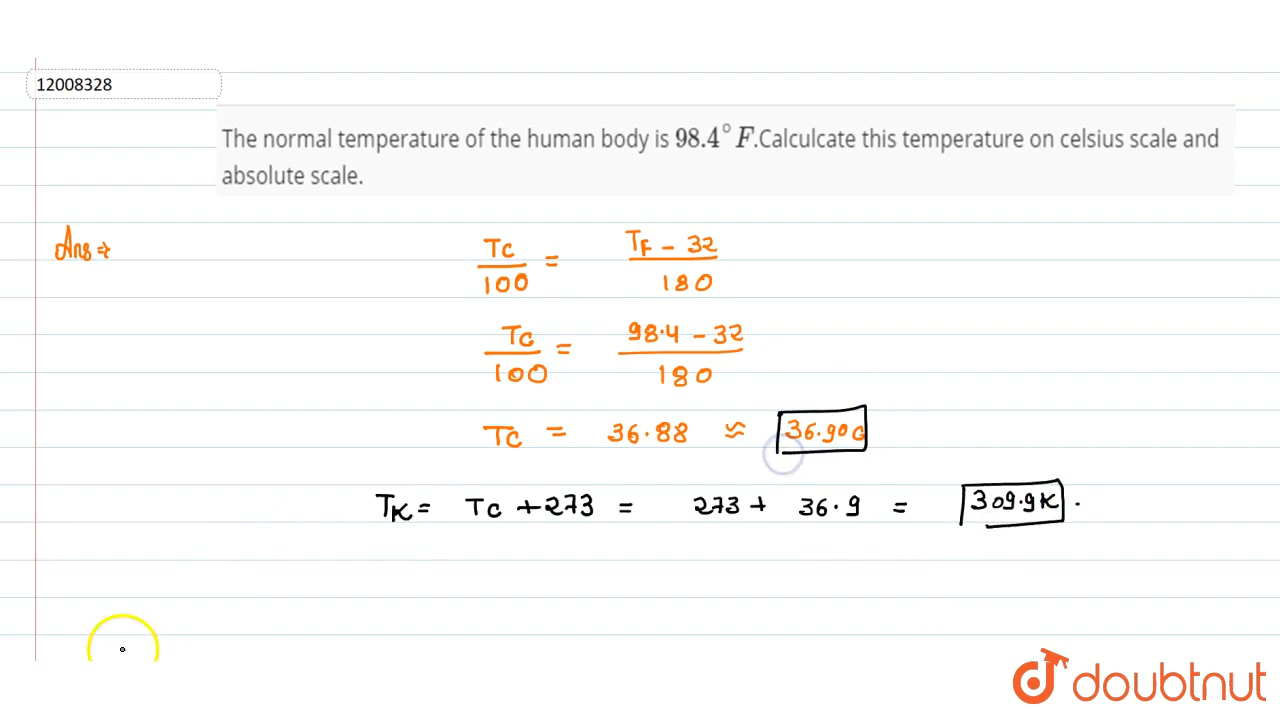 12008328
The normal temperature of the human body is 98.4° F.Calculcate this temperature on celsius scale and
absolute scale.
Ans ⇒
Tc/100 = TF - 32/180
Tc/100 = 98.4 - 32/180
Tc = 36.88 ≈ 36.9°C
TK = Tc + 273 = 273 + 36.9 = 309.9K.
doubtnut